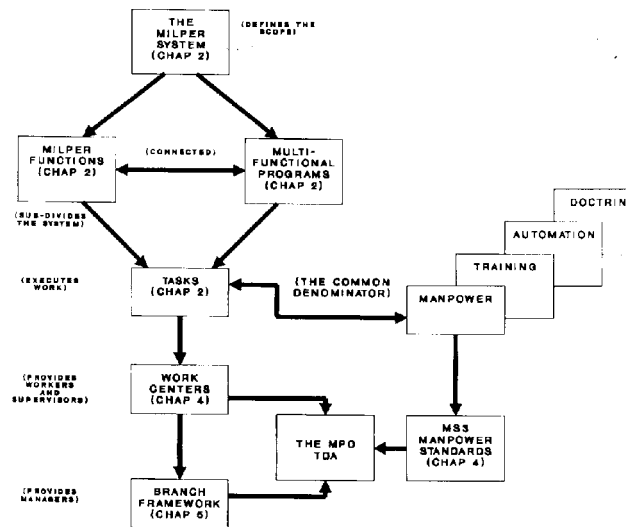 THE
MILPER
SYSTEM
(CHAP 2)
(DEFINES THE
SCOPE)
MILPER
FUNCTIONS
(CHAP 2)
(CONNECTED)
MULTI-
FUNCTIONAL
PROGRAMS
(CHAP 2)
(SUB-DIVIDES
THE SYSTEM)
DOCTRIN
AUTOMATION
TRAINING
MANPOWER
(EXECUTES
WORK)
TASKS
(CHAP 2)
(THE COMMON
DENOMINATOR)
(PROVIDES
WORKERS
AND
SUPERVISORS)
WORK
CENTERS
(CHAP 4)
THE MPO
TDA
MS3
MANPOWER
STANDARDS
(CHAP 4)
(PROVIDES
MANAGERS)
BRANCH
FRAMEWORK
(CHAP 5)